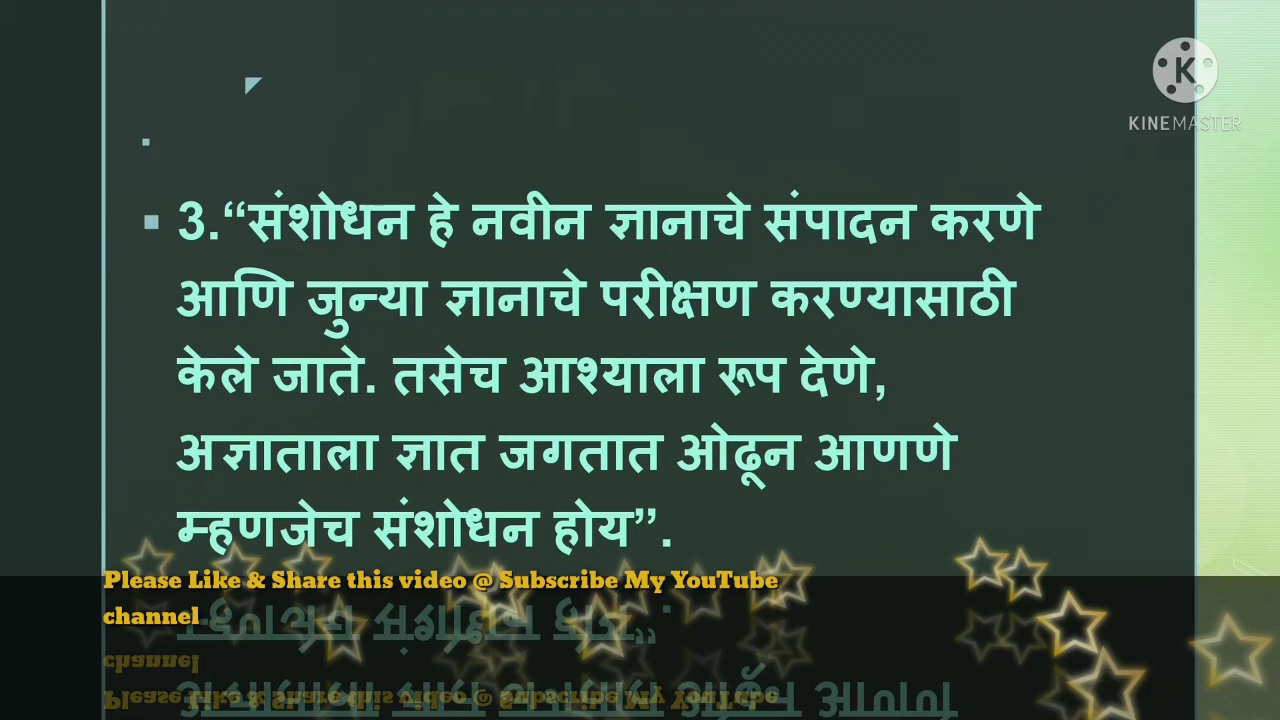 KINEMASTER
3.“संशोधन हे नवीन ज्ञानाचे संपादन करणे
आणि जुन्या ज्ञानाचे परीक्षण करण्यासाठी
केले जाते. तसेच आश्याला रूप देणे,
अज्ञाताला ज्ञात जगतात ओढून आणणे
म्हणजेच संशोधन होय”.
Please Like & Share this video @ Subscribe My YouTube
channel